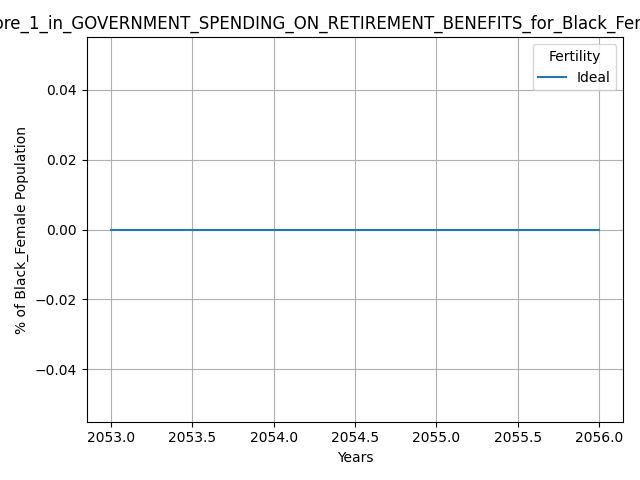 ore_1_in_GOVERNMENT_SPENDING_ON_RETIREMENT_BENEFITS_for_Black_Fer
Fertility
Ideal
0.04
0.02
0.00
−0.02
−0.04
% of Black_Female Population
2053.0 2053.5 2054.0 2054.5 2055.0 2055.5 2056.0
Years